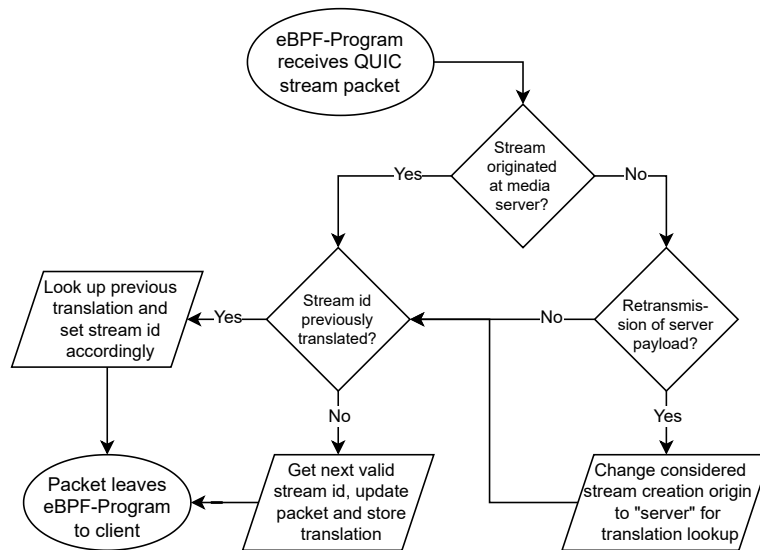 eBPF-Program
receives QUIC
stream packet
Stream
originated
at media
server?
Yes
No
Look up previous
translation and
set stream id
accordingly
Yes
Stream id
previously
translated?
No
Retransmis-
sion of server
payload?
No
Yes
Packet leaves
eBPF-Program
to client
Get next valid
stream id, update
packet and store
translation
Change considered
stream creation origin
to "server" for
translation lookup